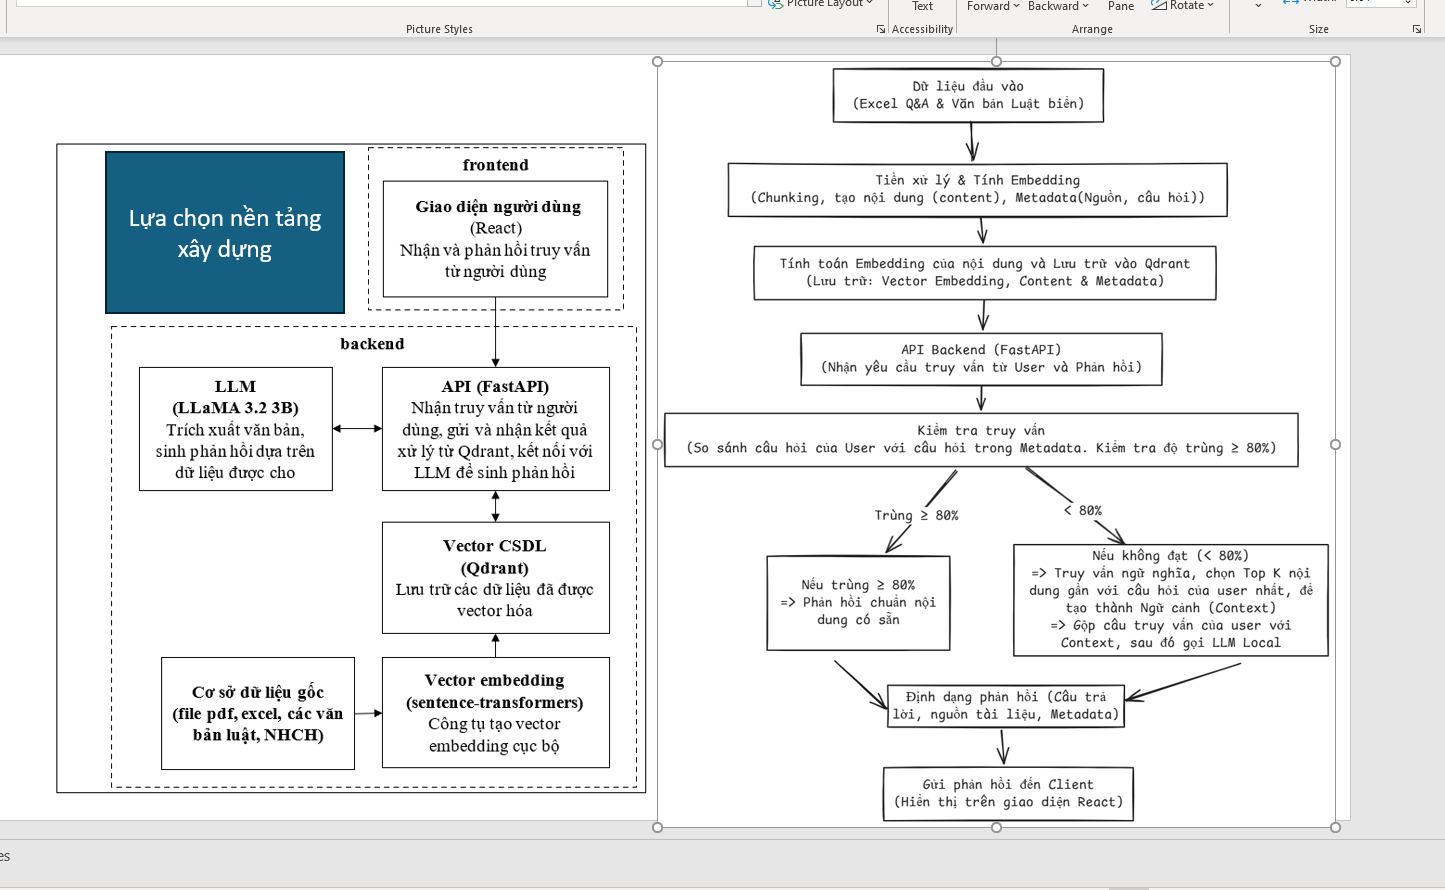 Picture Layout
Text
Forward
Backward
Pane
Rotate
Picture Styles
Accessibility
Arrange
Size
Lựa chọn nền tảng
xây dựng
frontend
Giao diện người dùng
(React)
Nhận và phản hồi truy vấn
từ người dùng
backend
LLM
(LLaMA 3.2 3B)
Trích xuất văn bản,
sinh phản hồi dựa trên
dữ liệu được cho
API (FastAPI)
Nhận truy vấn từ người
dùng, gửi và nhận kết quả
xử lý từ Qdrant, kết nối với
LLM để sinh phản hồi
Vector CSDL
(Qdrant)
Lưu trữ các dữ liệu đã được
vector hóa
Cơ sở dữ liệu gốc
(file pdf, excel, các văn
bản luật, NHCH)
Vector embedding
(sentence-transformers)
Công tụ tạo vector
embedding cục bộ
Dữ liệu đầu vào
(Excel Q&A & Văn bản Luật biển)
Tiền xử lý & Tính Embedding
(Chunking, tạo nội dung (content), Metadata(Nguồn, câu hỏi))
Tính toán Embedding của nội dung và Lưu trữ vào Qdrant
(Lưu trữ: Vector Embedding, Content & Metadata)
API Backend (FastAPI)
(Nhận yêu cầu truy vấn từ User và Phản hồi)
Kiểm tra truy vấn
(So sánh câu hỏi của User với câu hỏi trong Metadata. Kiểm tra độ trùng ≥ 80%)
Trùng ≥ 80%
< 80%
Nếu trùng ≥ 80%
=> Phản hồi chuẩn nội
dung có sẵn
Nếu không đạt (< 80%)
=> Truy vấn ngữ nghĩa, chọn Top K nội
dung gần với câu hỏi của user nhất, để
tạo thành Ngữ cảnh (Context)
=> Gộp câu truy vấn của user với
Context, sau đó gọi LLM Local
Định dạng phản hồi (Câu trả
lời, nguồn tài liệu, Metadata)
Gửi phản hồi đến Client
(Hiển thị trên giao diện React)
es